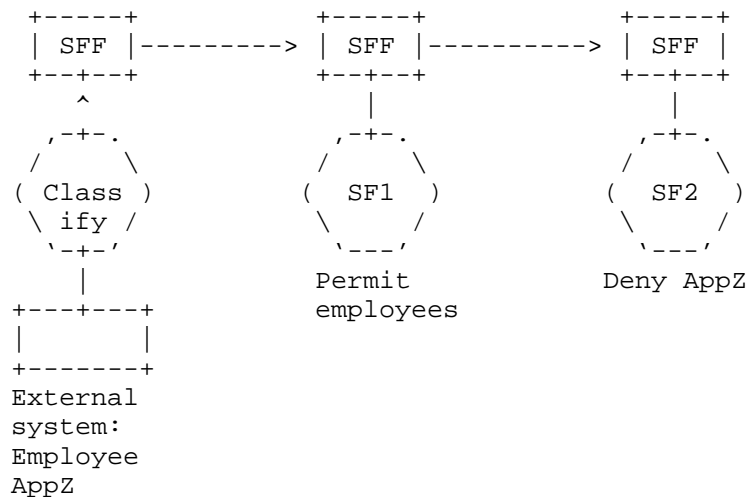 SFF SFF SFF
Class SF1 SF2
ify
Permit Deny AppZ
employees
External
system:
Employee
AppZ